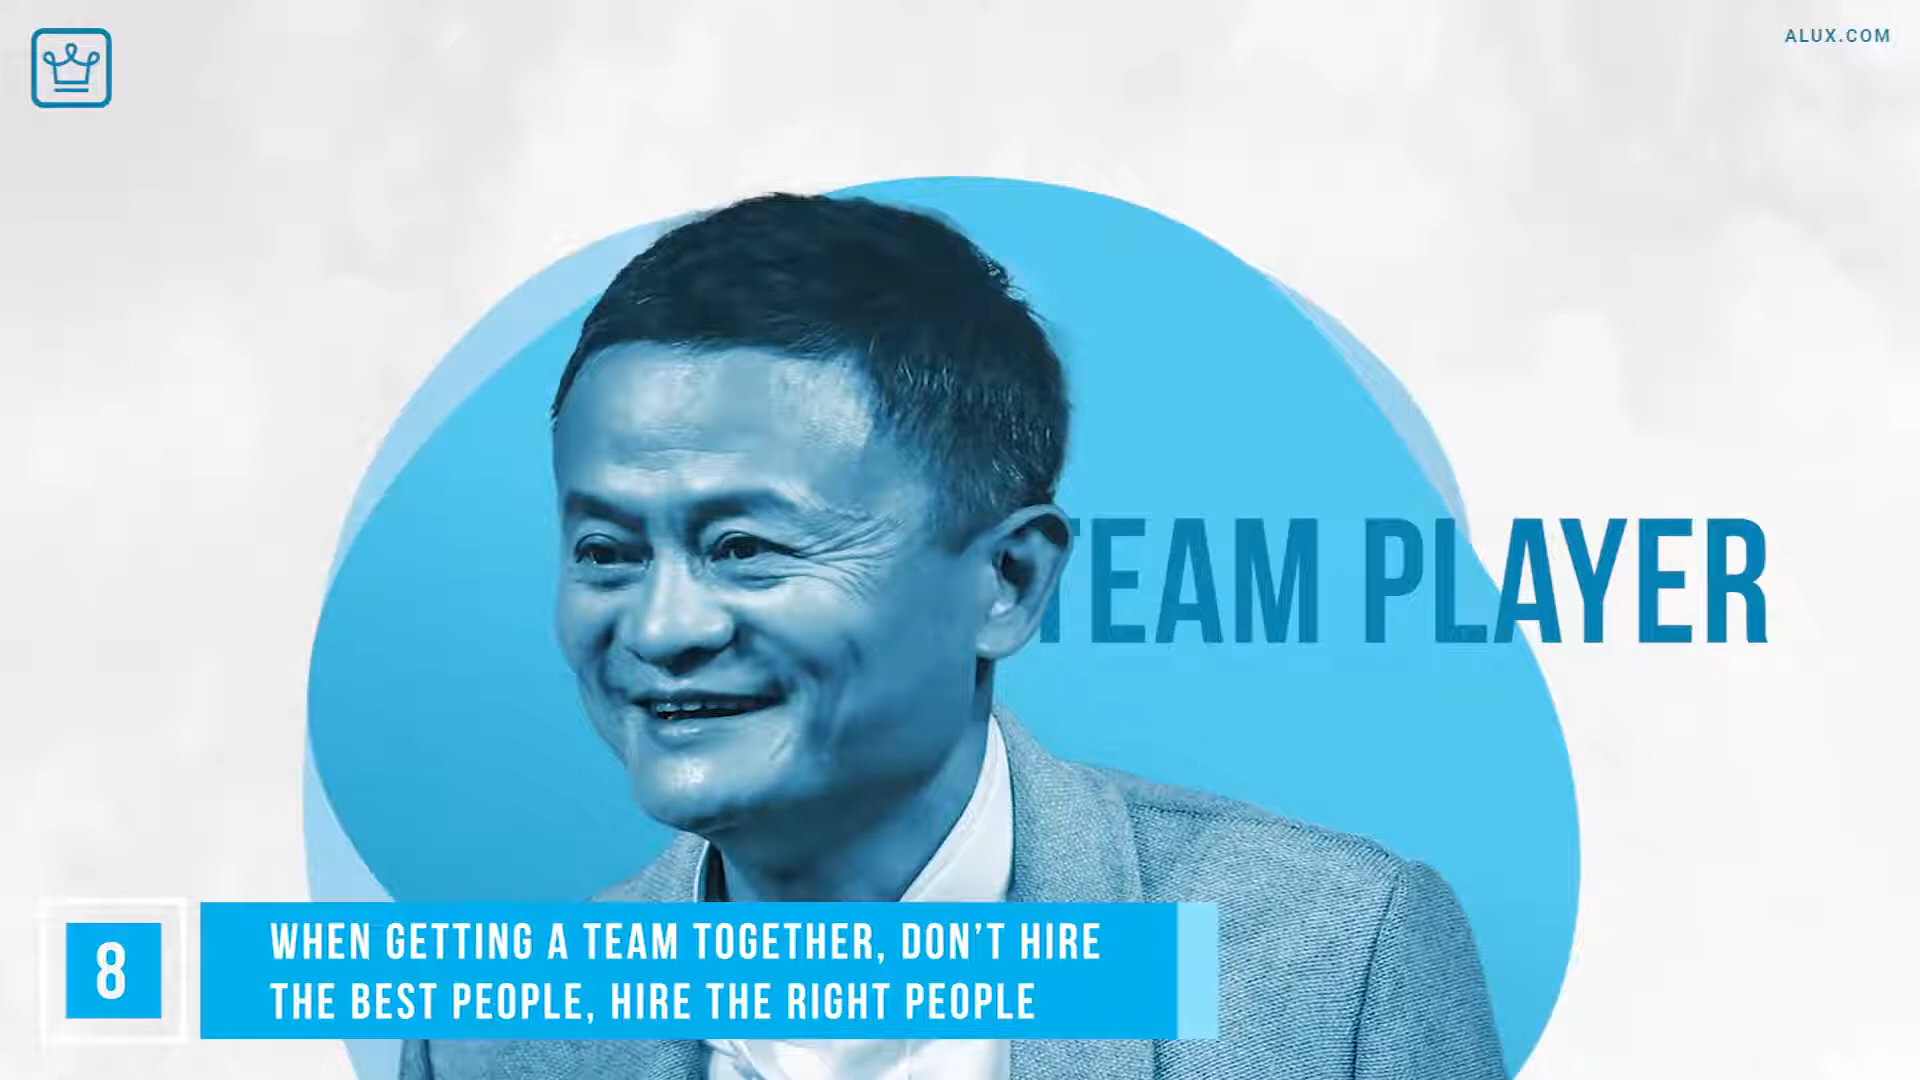 ALUX.COM
TEAM PLAYER
8
WHEN GETTING A TEAM TOGETHER, DON'T HIRE
THE BEST PEOPLE, HIRE THE RIGHT PEOPLE